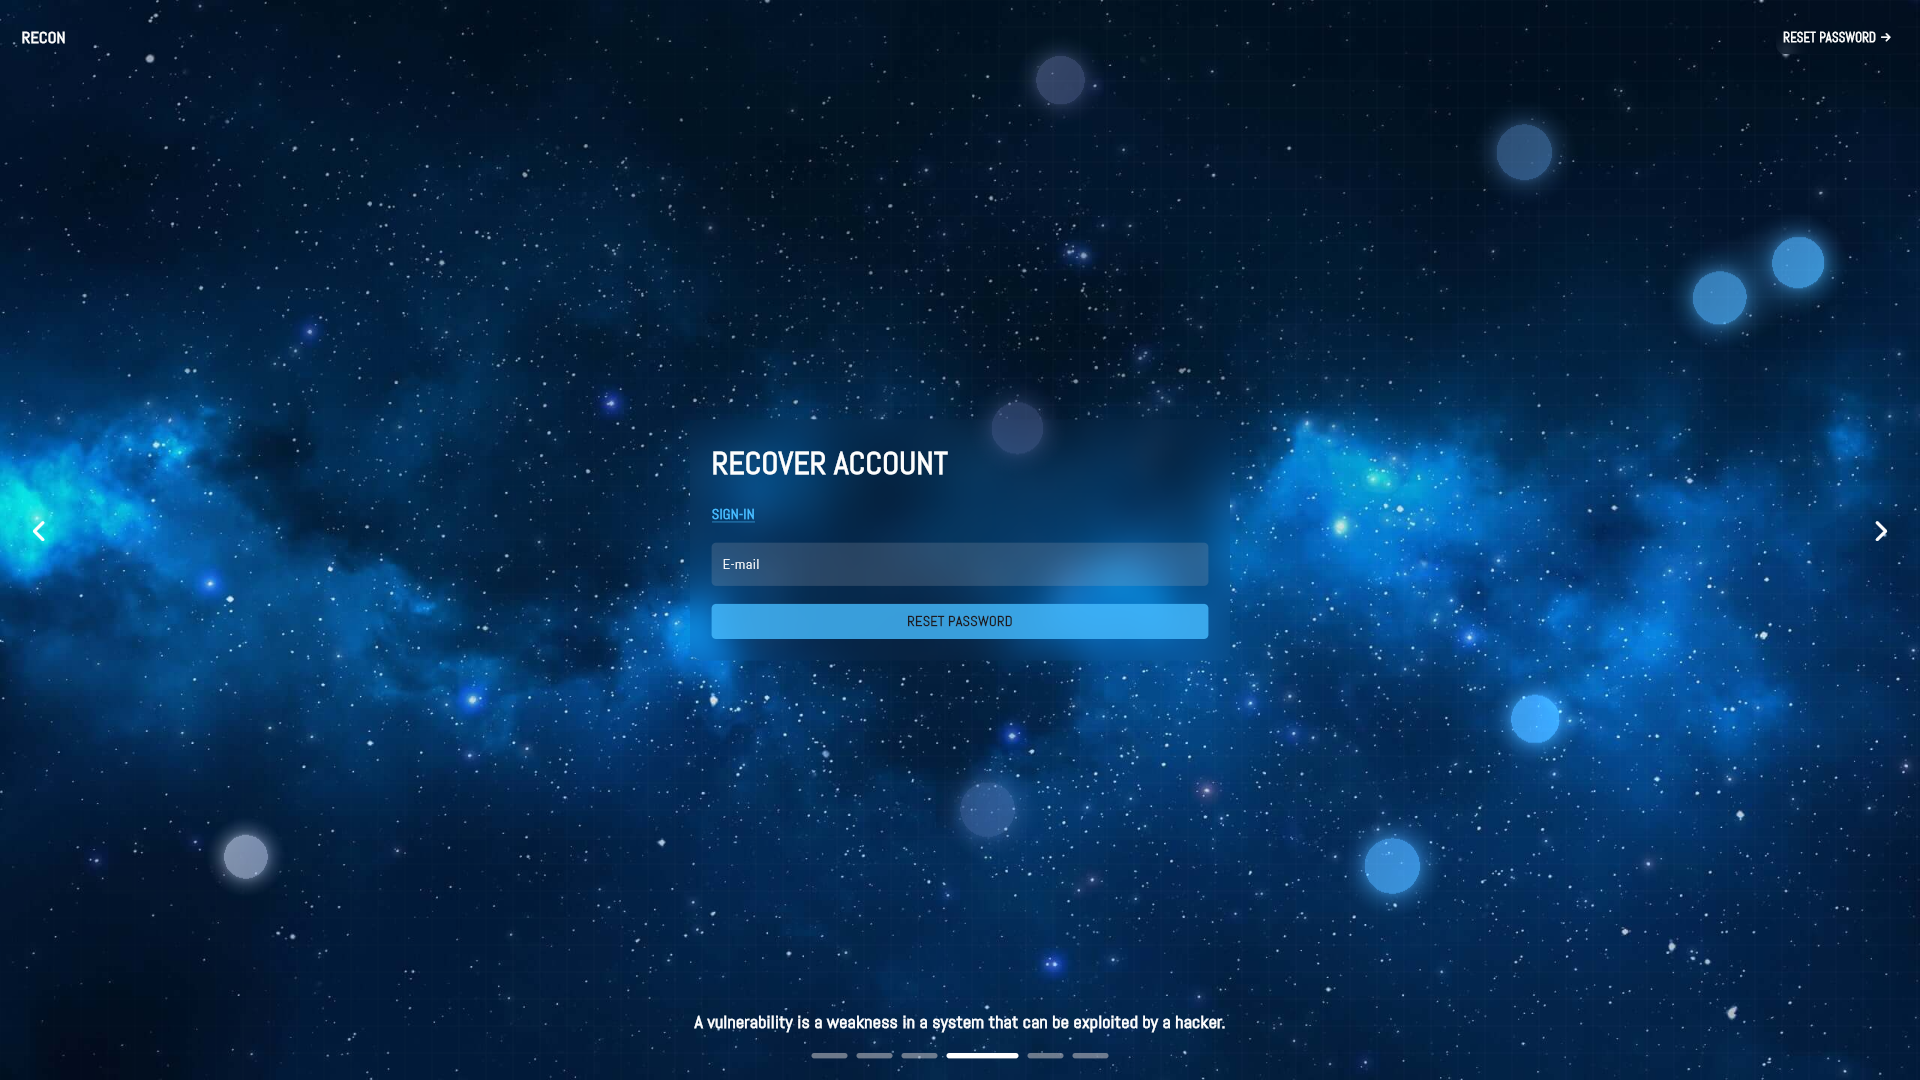 RECON
RESET PASSWORD →
RECOVER ACCOUNT
SIGN-IN
E-mail
RESET PASSWORD
A vulnerability is a weakness in a system that can be exploited by a hacker.